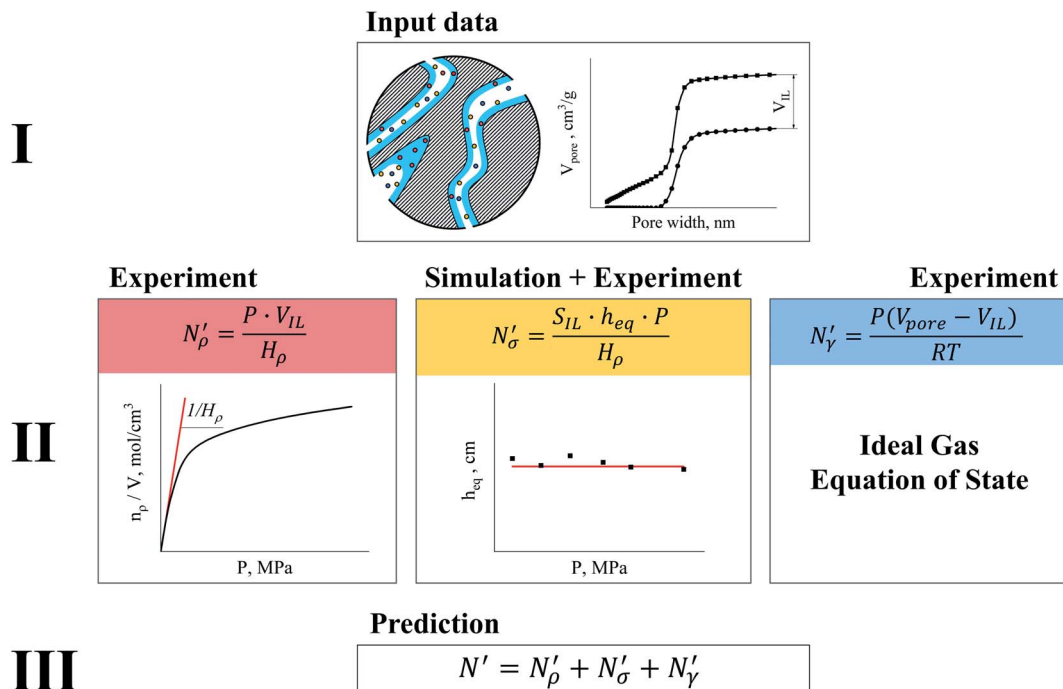 Input data
I
V_pore , cm³/g
V_IL
Pore width, nm
Experiment
Simulation + Experiment
Experiment
N'_ρ = P · V_IL / H_ρ
N'_σ = S_IL · h_eq · P / H_ρ
N'_γ = P(V_pore − V_IL) / RT
II
n_ρ / V, mol/cm³
1/H_ρ
P, MPa
h_eq , cm
P, MPa
Ideal Gas
Equation of State
Prediction
III
N' = N'_ρ + N'_σ + N'_γ